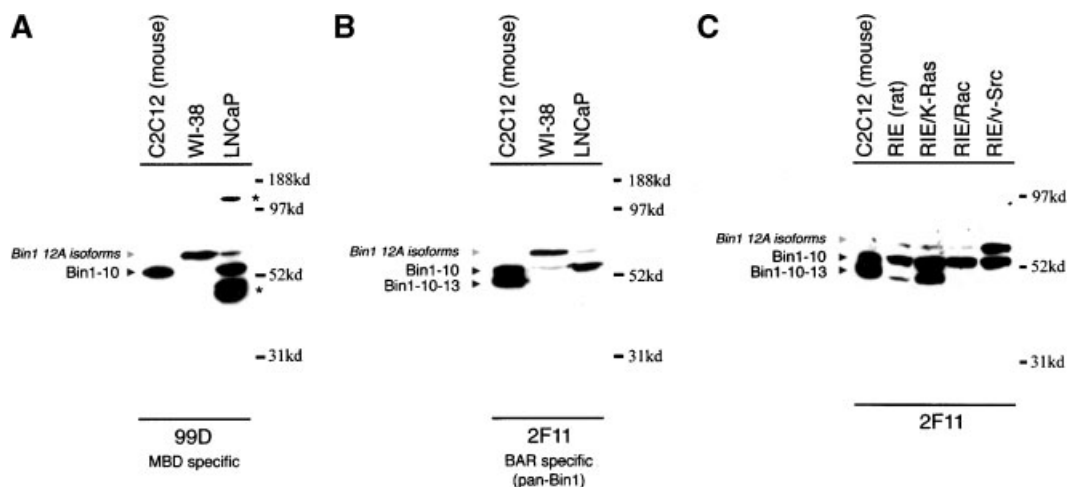 A
C2C12 (mouse)
WI-38
LNCaP
188kd
*
97kd
Bin1 12A isoforms
Bin1-10
52kd
*
31kd
99D
MBD specific
B
C2C12 (mouse)
WI-38
LNCaP
188kd
97kd
Bin1 12A isoforms
Bin1-10
52kd
Bin1-10-13
31kd
2F11
BAR specific
(pan-Bin1)
C
C2C12 (mouse)
RIE (rat)
RIE/K-Ras
RIE/Rac
RIE/v-Src
97kd
Bin1 12A isoforms
Bin1-10
52kd
Bin1-10-13
31kd
2F11